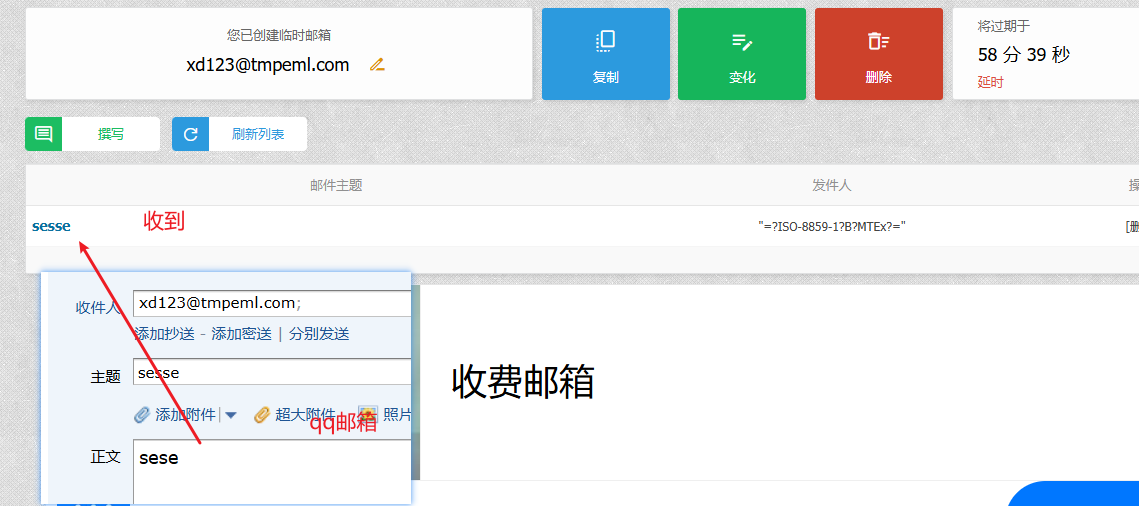 您已创建临时邮箱
xd123@tmpeml.com
复制
变化
删除
将过期于
58 分 39 秒
延时
撰写
刷新列表
邮件主题 发件人
sesse 收到 "=?ISO-8859-1?B?MTEx?=" [删
收件人 xd123@tmpeml.com;
添加抄送 - 添加密送 | 分别发送
主题 sesse
添加附件 | 超大附件 照片
qq邮箱
正文 sese
收费邮箱